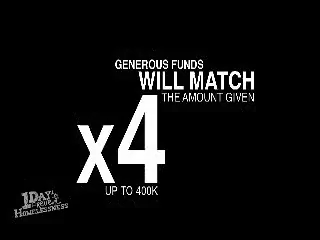 GENEROUS FUNDS
WILL MATCH
THE AMOUNT GIVEN
x4
UP TO 400K
1DAY's
HOMELESSNESS